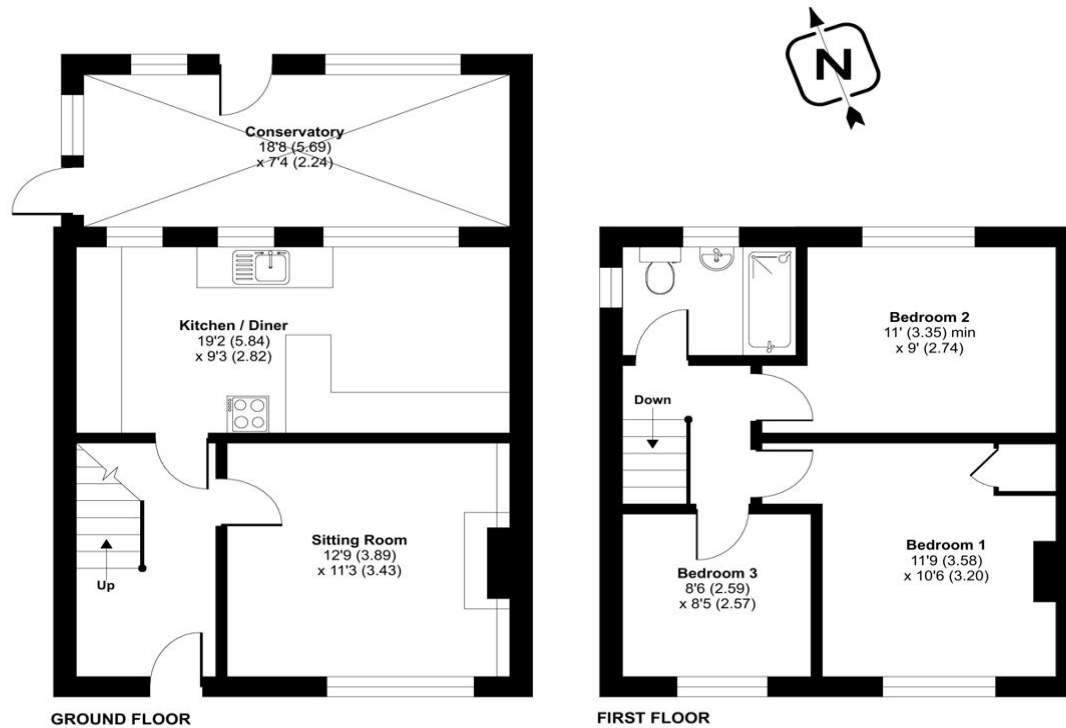 N
Conservatory
18'8 (5.69)
x 7'4 (2.24)
Kitchen / Diner
19'2 (5.84)
x 9'3 (2.82)
Up
Sitting Room
12'9 (3.89)
x 11'3 (3.43)
GROUND FLOOR
Bedroom 2
11' (3.35) min
x 9' (2.74)
Down
Bedroom 1
11'9 (3.58)
x 10'6 (3.20)
Bedroom 3
8'6 (2.59)
x 8'5 (2.57)
FIRST FLOOR